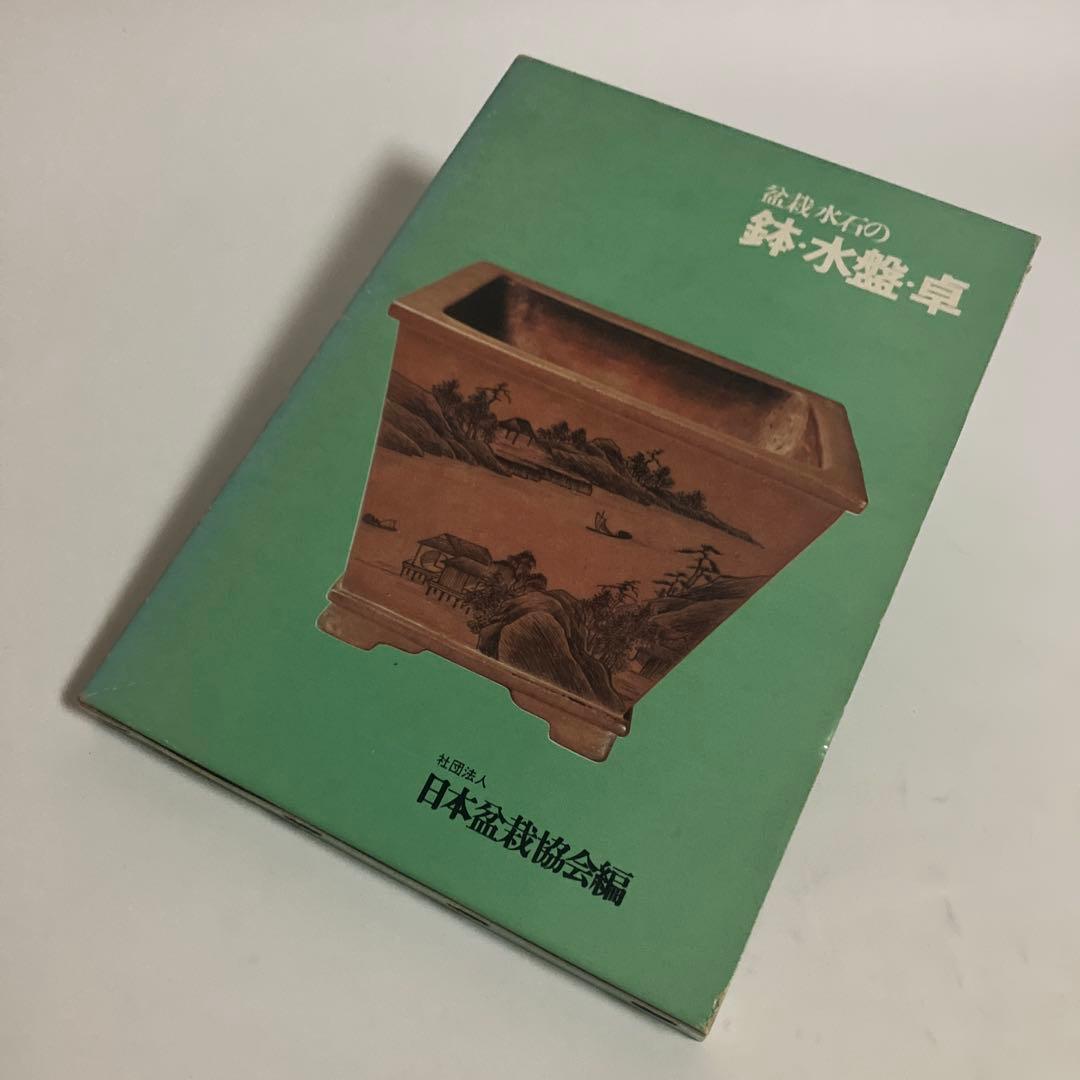 盆栽水石の
鉢・水盤・卓
社団法人
日本盆栽協会編